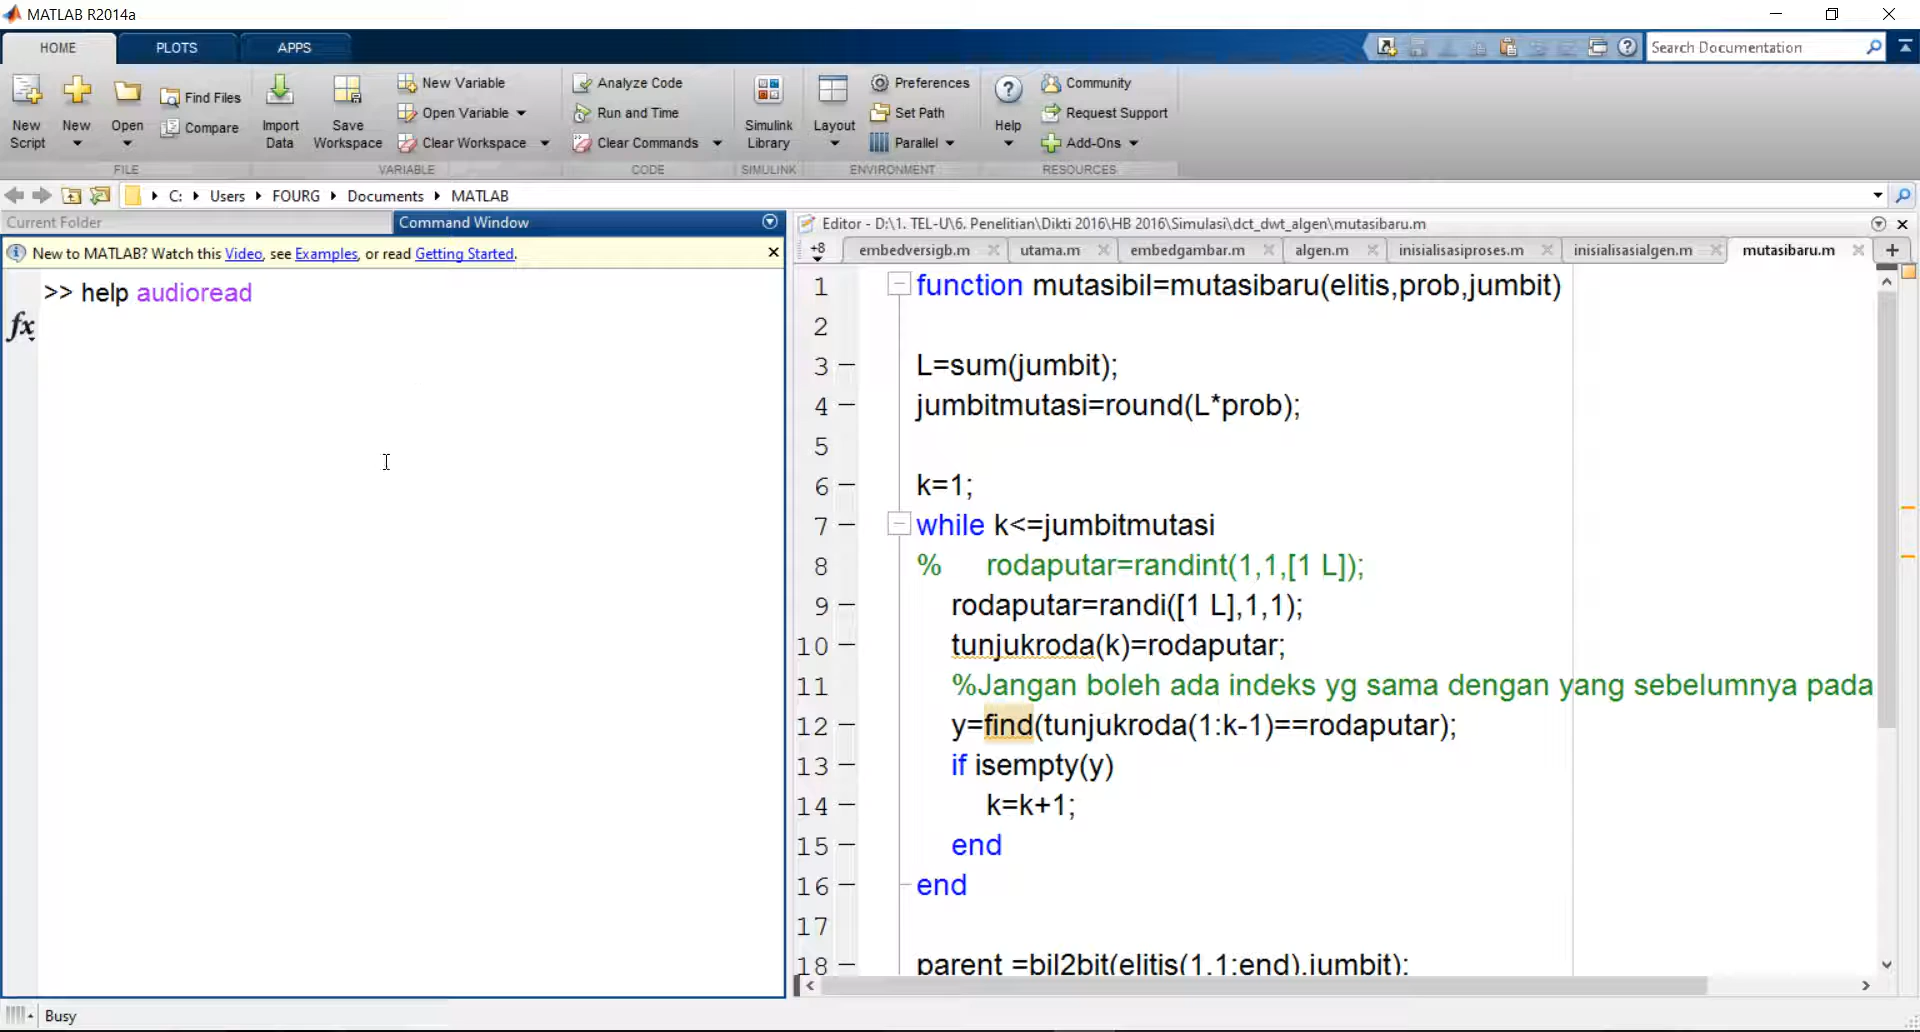 MATLAB R2014a
HOME PLOTS APPS
Search Documentation
New Script
New
Open
Find Files
Compare
FILE
Import Data
Save Workspace
New Variable
Open Variable
Clear Workspace
VARIABLE
Analyze Code
Run and Time
Clear Commands
CODE
Simulink Library
SIMULINK
Layout
Preferences
Set Path
Parallel
ENVIRONMENT
Help
Community
Request Support
Add-Ons
RESOURCES
C: Users FOURG Documents MATLAB
Current Folder
Command Window
New to MATLAB? Watch this Video, see Examples, or read Getting Started.
>> help audioread
fx
Editor - D:\1. TEL-U\6. Penelitian\Dikti 2016\HB 2016\Simulasi\dct_dwt_algen\mutasibaru.m
+8 embedversigb.m utama.m embedgambar.m algen.m inisialisasiproses.m inisialisasialgen.m mutasibaru.m
1 function mutasibil=mutasibaru(elitis,prob,jumbit)
2
3 L=sum(jumbit);
4 jumbitmutasi=round(L*prob);
5
6 k=1;
7 while k<=jumbitmutasi
8 % rodaputar=randint(1,1,[1 L]);
9 rodaputar=randi([1 L],1,1);
10 tunjukroda(k)=rodaputar;
11 %Jangan boleh ada indeks yg sama dengan yang sebelumnya pada
12 y=find(tunjukroda(1:k-1)==rodaputar);
13 if isempty(y)
14 k=k+1;
15 end
16 end
17
18 parent =bil2bit(elitis(1,1:end),jumbit);
Busy